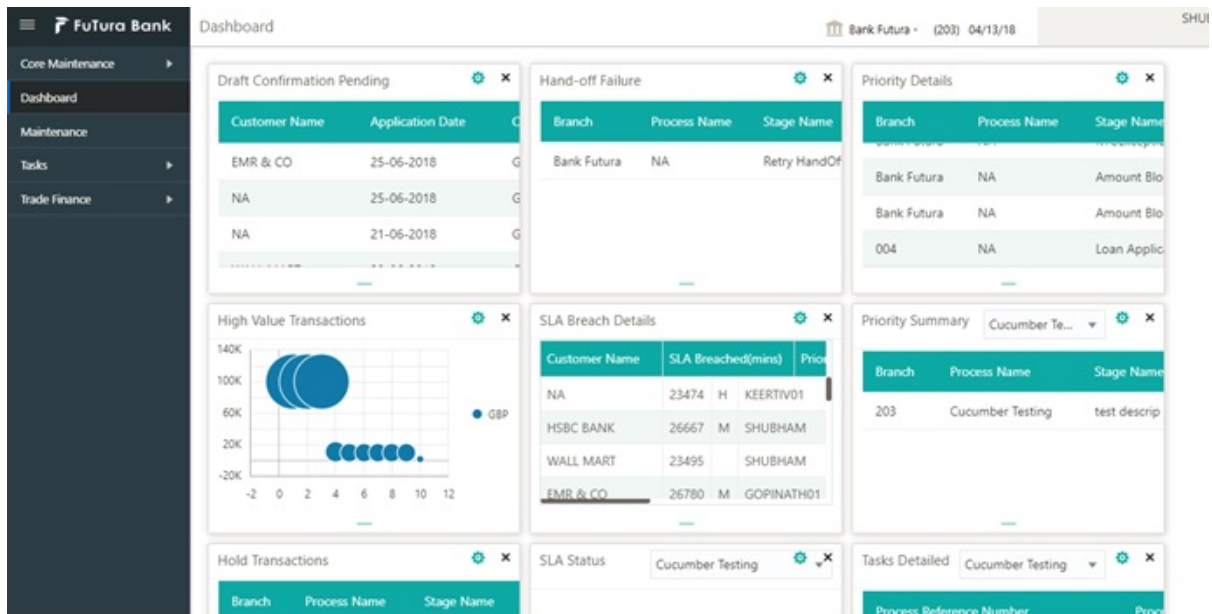 FuTura Bank
Dashboard
Bank Futura - (203) 04/13/18
SHUB
Core Maintenance
Dashboard
Maintenance
Tasks
Trade Finance
Draft Confirmation Pending
Customer Name Application Date C
EMR & CO 25-06-2018 G
NA 25-06-2018 G
NA 21-06-2018 G
Hand-off Failure
Branch Process Name Stage Name
Bank Futura NA Retry HandOf
Priority Details
Branch Process Name Stage Name
Bank Futura NA Amount Blo
Bank Futura NA Amount Blo
004 NA Loan Applic
High Value Transactions
140K
100K
60K
20K
-20K
-2 0 2 4 6 8 10 12
GBP
SLA Breach Details
Customer Name SLA Breached(mins) Prior
NA 23474 H KEERTIV01
HSBC BANK 26667 M SHUBHAM
WALL MART 23495 SHUBHAM
EMR & CO 26780 M GOPINATH01
Priority Summary Cucumber Te...
Branch Process Name Stage Name
203 Cucumber Testing test descrip
Hold Transactions
Branch Process Name Stage Name
SLA Status Cucumber Testing
Tasks Detailed Cucumber Testing
Process Reference Number Proce